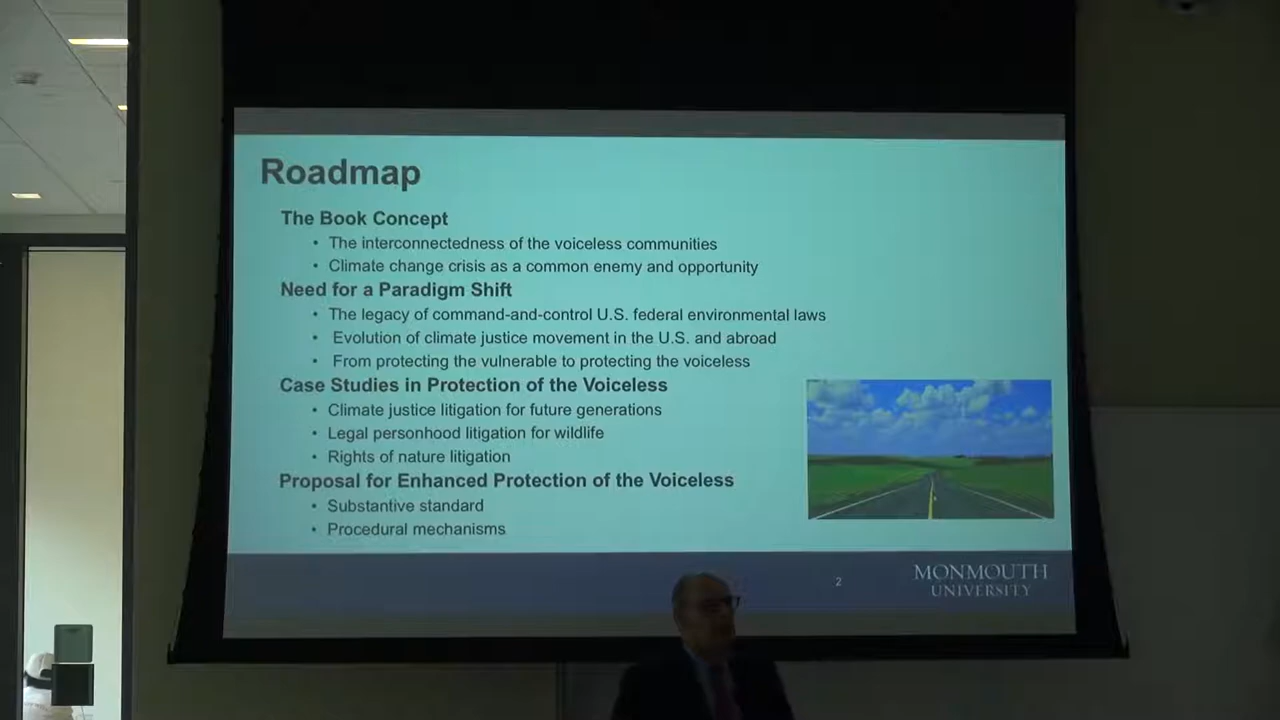 Roadmap
The Book Concept
• The interconnectedness of the voiceless communities
• Climate change crisis as a common enemy and opportunity
Need for a Paradigm Shift
• The legacy of command-and-control U.S. federal environmental laws
• Evolution of climate justice movement in the U.S. and abroad
• From protecting the vulnerable to protecting the voiceless
Case Studies in Protection of the Voiceless
• Climate justice litigation for future generations
• Legal personhood litigation for wildlife
• Rights of nature litigation
Proposal for Enhanced Protection of the Voiceless
• Substantive standard
• Procedural mechanisms
2
MONMOUTH
UNIVERSITY